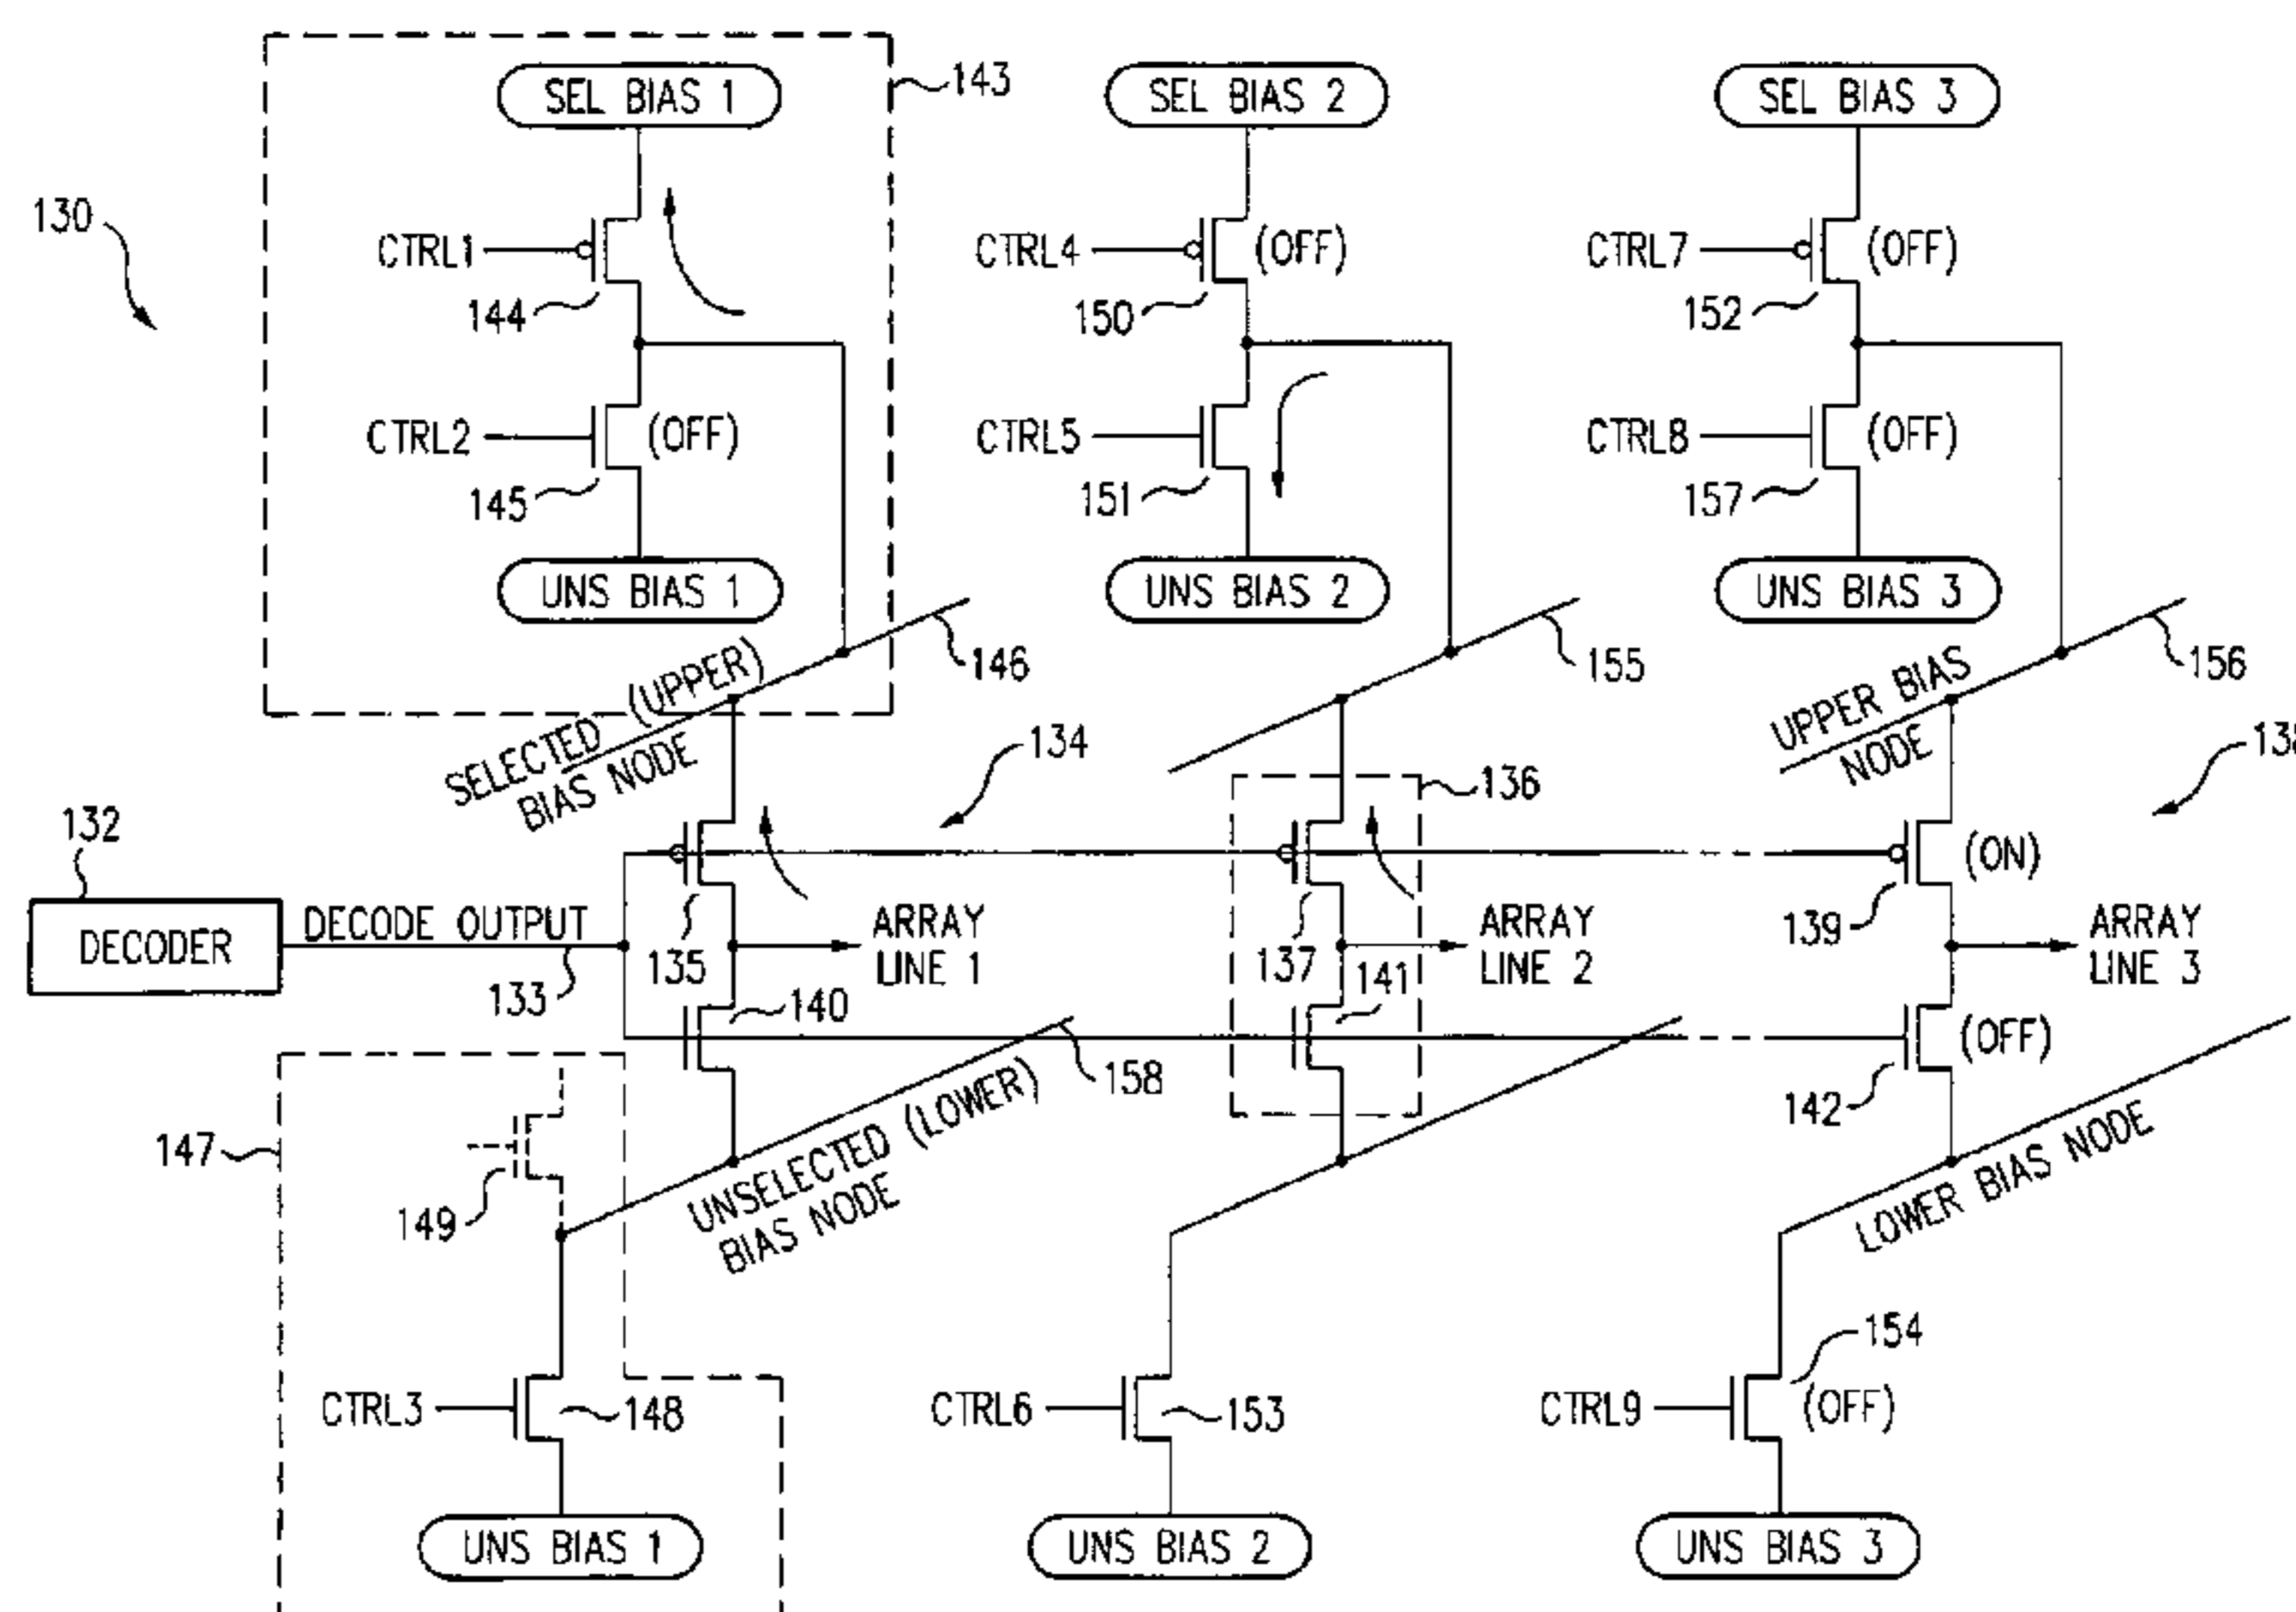 SEL BIAS 1
143
SEL BIAS 2
SEL BIAS 3
130
CTRL1
144
CTRL4
(OFF)
150
CTRL7
(OFF)
152
CTRL2
(OFF)
145
CTRL5
151
CTRL8
(OFF)
157
UNS BIAS 1
UNS BIAS 2
UNS BIAS 3
SELECTED (UPPER)
BIAS NODE
146
155
UPPER BIAS
NODE
156
134
136
132
DECODER
DECODE OUTPUT
133
135
ARRAY
LINE 1
140
137
ARRAY
LINE 2
141
(ON)
139
ARRAY
LINE 3
(OFF)
142
158
UNSELECTED (LOWER)
BIAS NODE
LOWER BIAS NODE
147
149
CTRL3
148
CTRL6
153
CTRL9
154
(OFF)
UNS BIAS 1
UNS BIAS 2
UNS BIAS 3